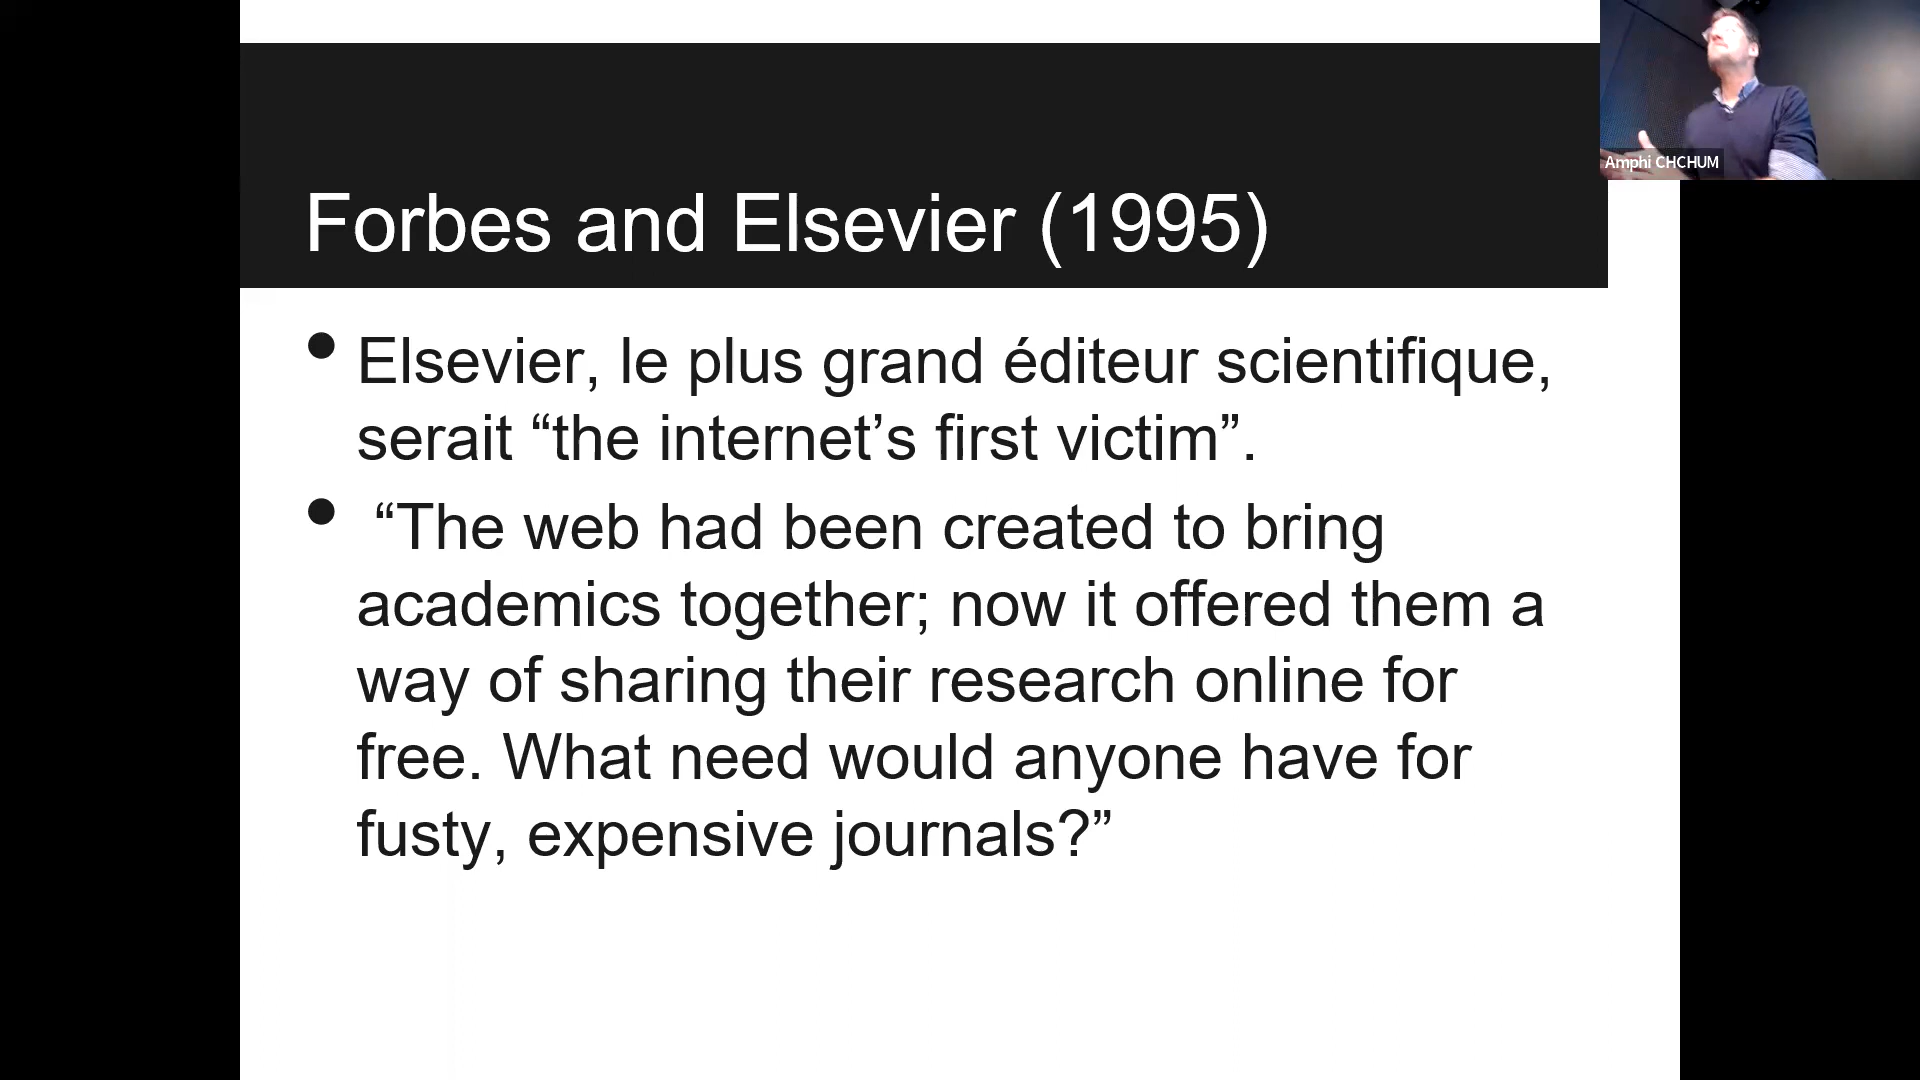 Amphi CHCHUM
Forbes and Elsevier (1995)
• Elsevier, le plus grand éditeur scientifique,
serait “the internet’s first victim”.
• “The web had been created to bring
academics together; now it offered them a
way of sharing their research online for
free. What need would anyone have for
fusty, expensive journals?”